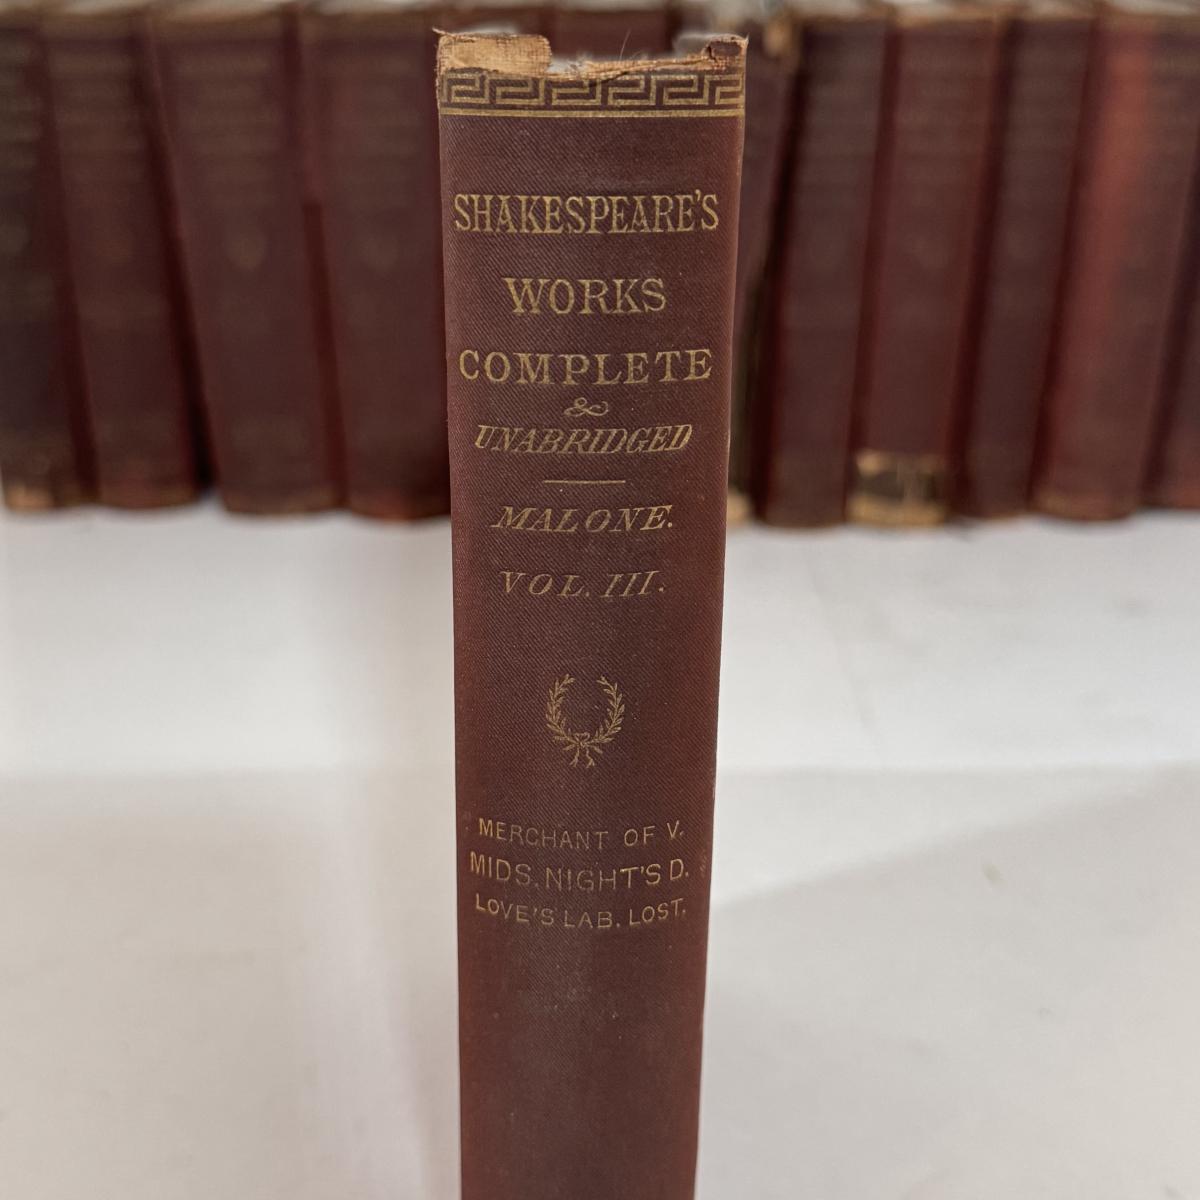 SHAKESPEARE'S
WORKS
COMPLETE
&
UNABRIDGED
MALONE.
VOL. III.
MERCHANT OF V.
MIDS. NIGHT'S D.
LOVE'S LAB. LOST.